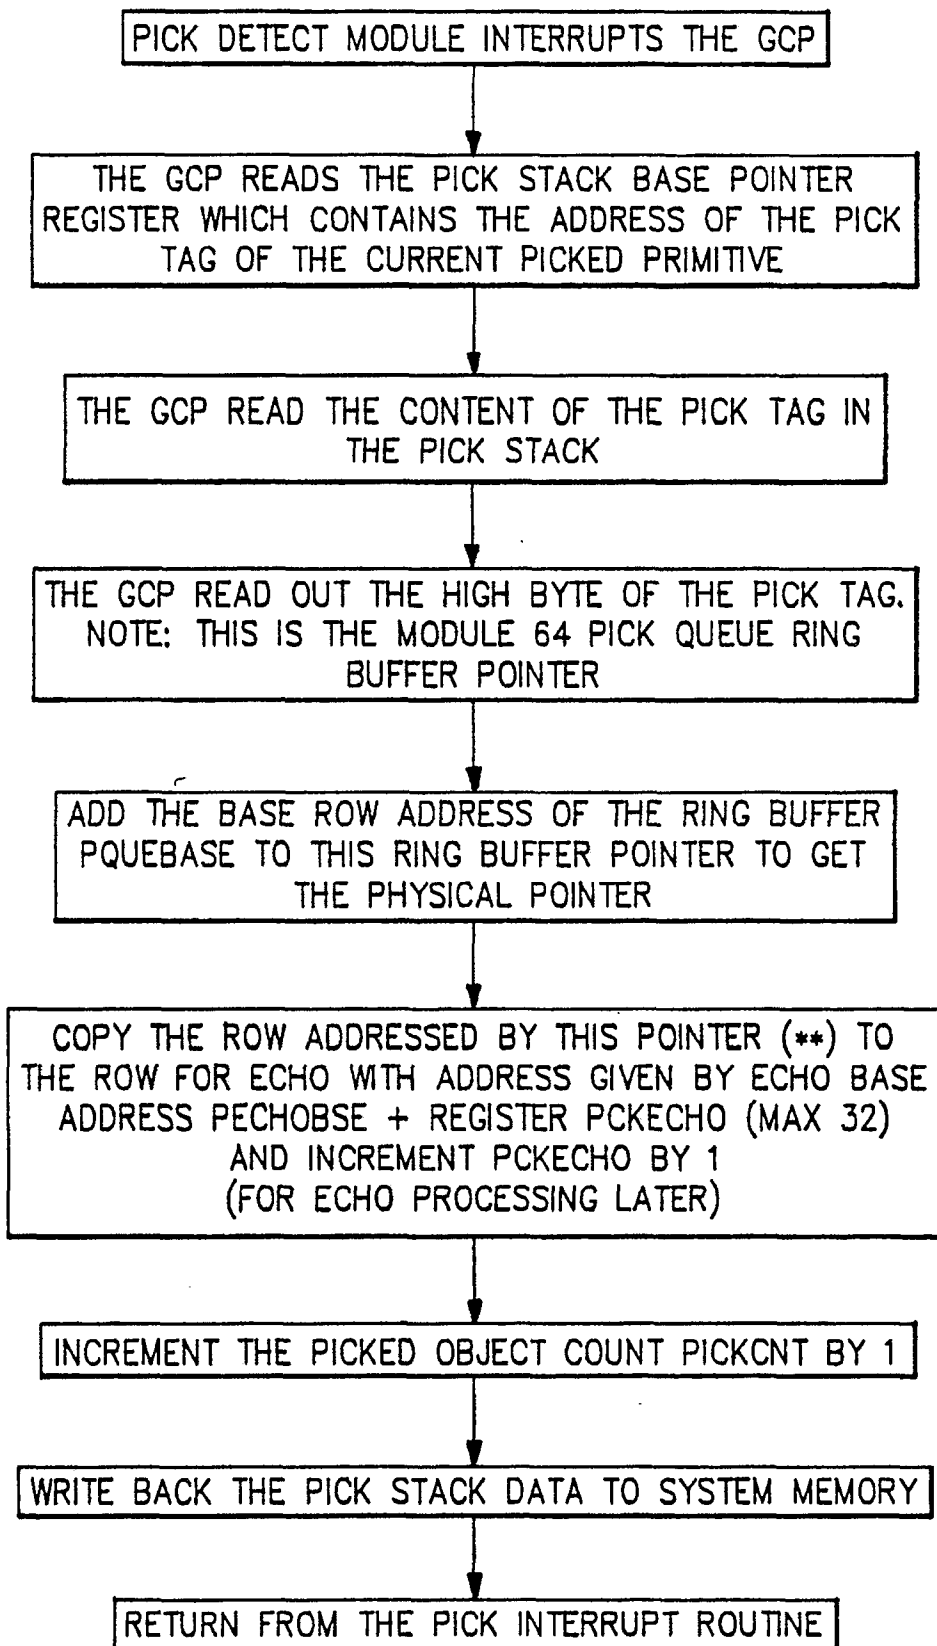 PICK DETECT MODULE INTERRUPTS THE GCP
THE GCP READS THE PICK STACK BASE POINTER
REGISTER WHICH CONTAINS THE ADDRESS OF THE PICK
TAG OF THE CURRENT PICKED PRIMITIVE
THE GCP READ THE CONTENT OF THE PICK TAG IN
THE PICK STACK
THE GCP READ OUT THE HIGH BYTE OF THE PICK TAG.
NOTE: THIS IS THE MODULE 64 PICK QUEUE RING
BUFFER POINTER
ADD THE BASE ROW ADDRESS OF THE RING BUFFER
PQUEBASE TO THIS RING BUFFER POINTER TO GET
THE PHYSICAL POINTER
COPY THE ROW ADDRESSED BY THIS POINTER (**) TO
THE ROW FOR ECHO WITH ADDRESS GIVEN BY ECHO BASE
ADDRESS PECHOBSE + REGISTER PCKECHO (MAX 32)
AND INCREMENT PCKECHO BY 1
(FOR ECHO PROCESSING LATER)
INCREMENT THE PICKED OBJECT COUNT PICKCNT BY 1
WRITE BACK THE PICK STACK DATA TO SYSTEM MEMORY
RETURN FROM THE PICK INTERRUPT ROUTINE